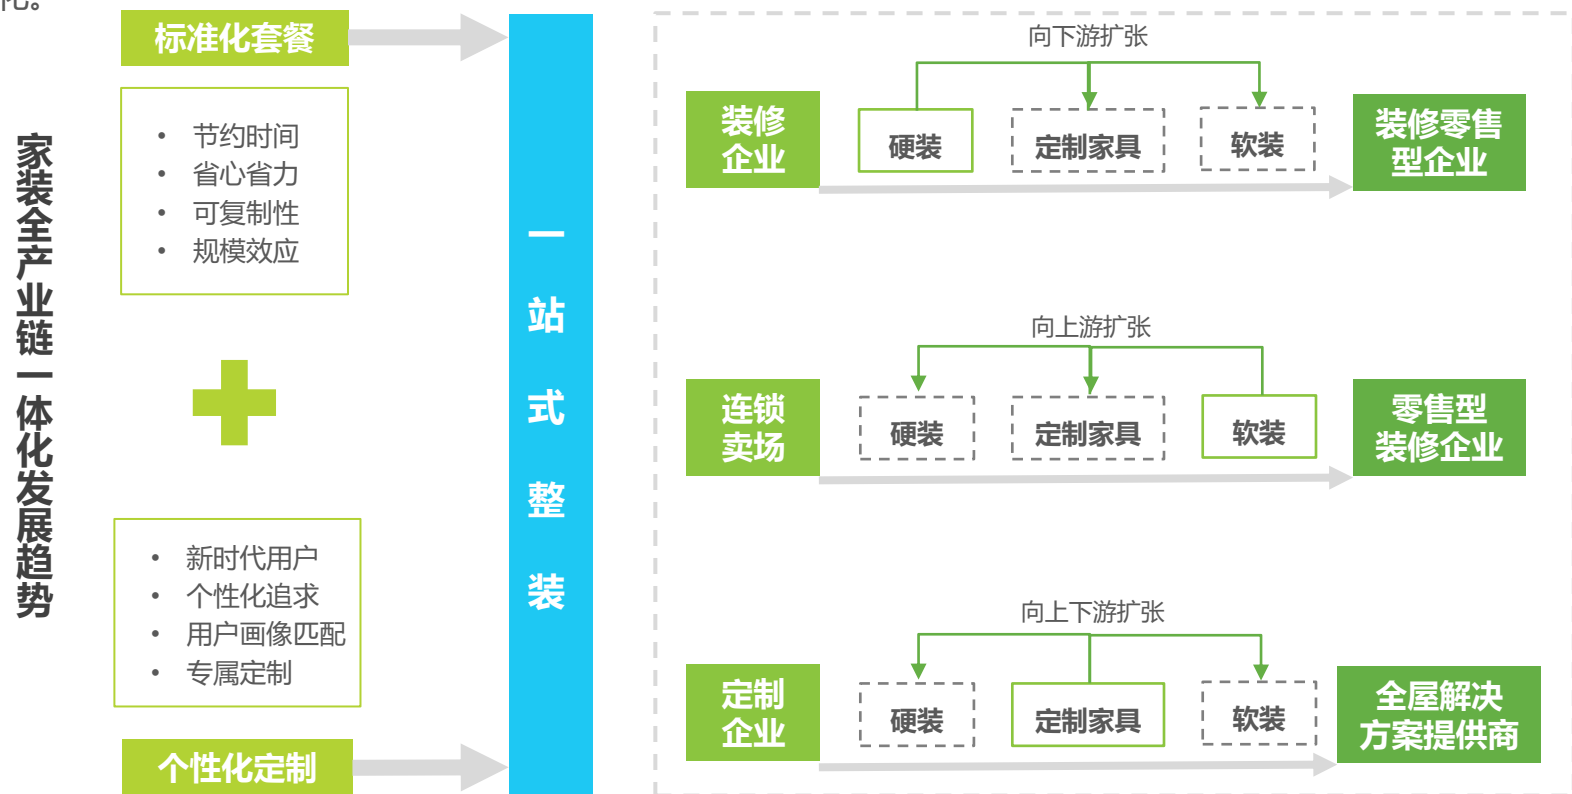 化。
家装全产业链一体化发展趋势
标准化套餐
• 节约时间
• 省心省力
• 可复制性
• 规模效应
• 新时代用户
• 个性化追求
• 用户画像匹配
• 专属定制
个性化定制
一站式整装
向下游扩张
装修
企业
硬装
定制家具
软装
装修零售
型企业
向上游扩张
连锁
卖场
硬装
定制家具
软装
零售型
装修企业
向上下游扩张
定制
企业
硬装
定制家具
软装
全屋解决
方案提供商